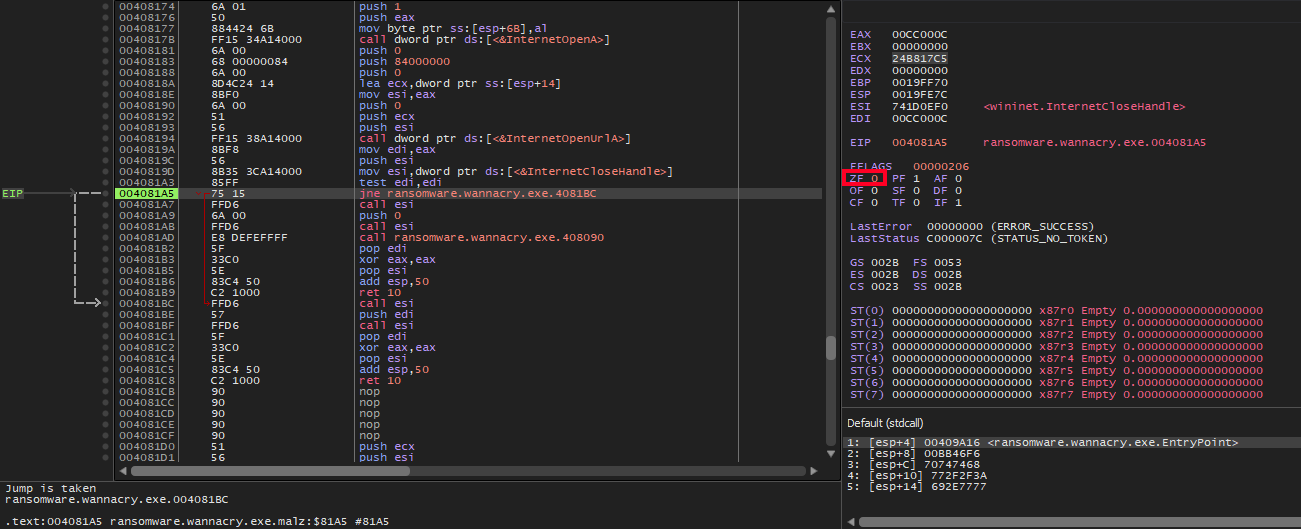 00408174 6A 01 push 1
00408176 50 push eax
00408177 884424 6B mov byte ptr ss:[esp+6B],al
0040817B FF15 34A14000 call dword ptr ds:[<&InternetOpenA>]
00408181 6A 00 push 0
00408183 68 00000084 push 84000000
00408188 6A 00 push 0
0040818A 8D4C24 14 lea ecx,dword ptr ss:[esp+14]
0040818E 8BF0 mov esi,eax
00408190 6A 00 push 0
00408192 51 push ecx
00408193 56 push esi
00408194 FF15 38A14000 call dword ptr ds:[<&InternetOpenUrlA>]
0040819A 8BF8 mov edi,eax
0040819C 56 push esi
0040819D 8B35 3CA14000 mov esi,dword ptr ds:[<&InternetCloseHandle>]
004081A3 85FF test edi,edi
EIP 004081A5 75 15 jne ransomware.wannacry.exe.4081BC
004081A7 FFD6 call esi
004081A9 6A 00 push 0
004081AB FFD6 call esi
004081AD E8 DEFEFFFF call ransomware.wannacry.exe.408090
004081B2 5F pop edi
004081B3 33C0 xor eax,eax
004081B5 5E pop esi
004081B6 83C4 50 add esp,50
004081B9 C2 1000 ret 10
004081BC FFD6 call esi
004081BE 57 push edi
004081BF FFD6 call esi
004081C1 5F pop edi
004081C2 33C0 xor eax,eax
004081C4 5E pop esi
004081C5 83C4 50 add esp,50
004081C8 C2 1000 ret 10
004081CB 90 nop
004081CC 90 nop
004081CD 90 nop
004081CE 90 nop
004081CF 90 nop
004081D0 51 push ecx
004081D1 56 push esi
EAX 00CC000C
EBX 00000000
ECX 24B817C5
EDX 00000000
EBP 0019FF70
ESP 0019FE7C
ESI 741D0EF0 <wininet.InternetCloseHandle>
EDI 00CC000C
EIP 004081A5 ransomware.wannacry.exe.004081A5
EFLAGS 00000206
ZF 0 PF 1 AF 0
OF 0 SF 0 DF 0
CF 0 TF 0 IF 1
LastError 00000000 (ERROR_SUCCESS)
LastStatus C000007C (STATUS_NO_TOKEN)
GS 002B FS 0053
ES 002B DS 002B
CS 0023 SS 002B
ST(0) 00000000000000000000 x87r0 Empty 0.000000000000000000
ST(1) 00000000000000000000 x87r1 Empty 0.000000000000000000
ST(2) 00000000000000000000 x87r2 Empty 0.000000000000000000
ST(3) 00000000000000000000 x87r3 Empty 0.000000000000000000
ST(4) 00000000000000000000 x87r4 Empty 0.000000000000000000
ST(5) 00000000000000000000 x87r5 Empty 0.000000000000000000
ST(6) 00000000000000000000 x87r6 Empty 0.000000000000000000
ST(7) 00000000000000000000 x87r7 Empty 0.000000000000000000
Default (stdcall)
1: [esp+4] 00409A16 <ransomware.wannacry.exe.EntryPoint>
2: [esp+8] 00BB46F6
3: [esp+C] 70747468
4: [esp+10] 772F2F3A
5: [esp+14] 692E7777
Jump is taken
ransomware.wannacry.exe.004081BC
.text:004081A5 ransomware.wannacry.exe.malz:$81A5 #81A5